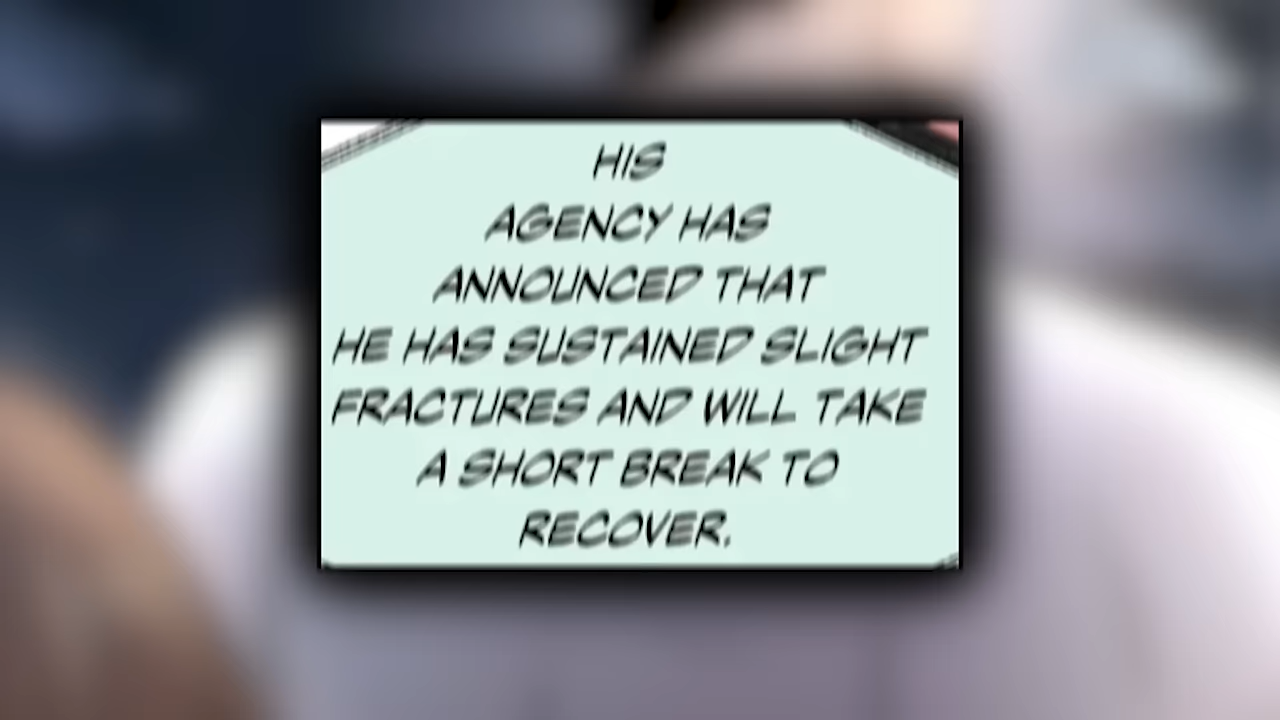 HIS
AGENCY HAS
ANNOUNCED THAT
HE HAS SUSTAINED SLIGHT
FRACTURES AND WILL TAKE
A SHORT BREAK TO
RECOVER.